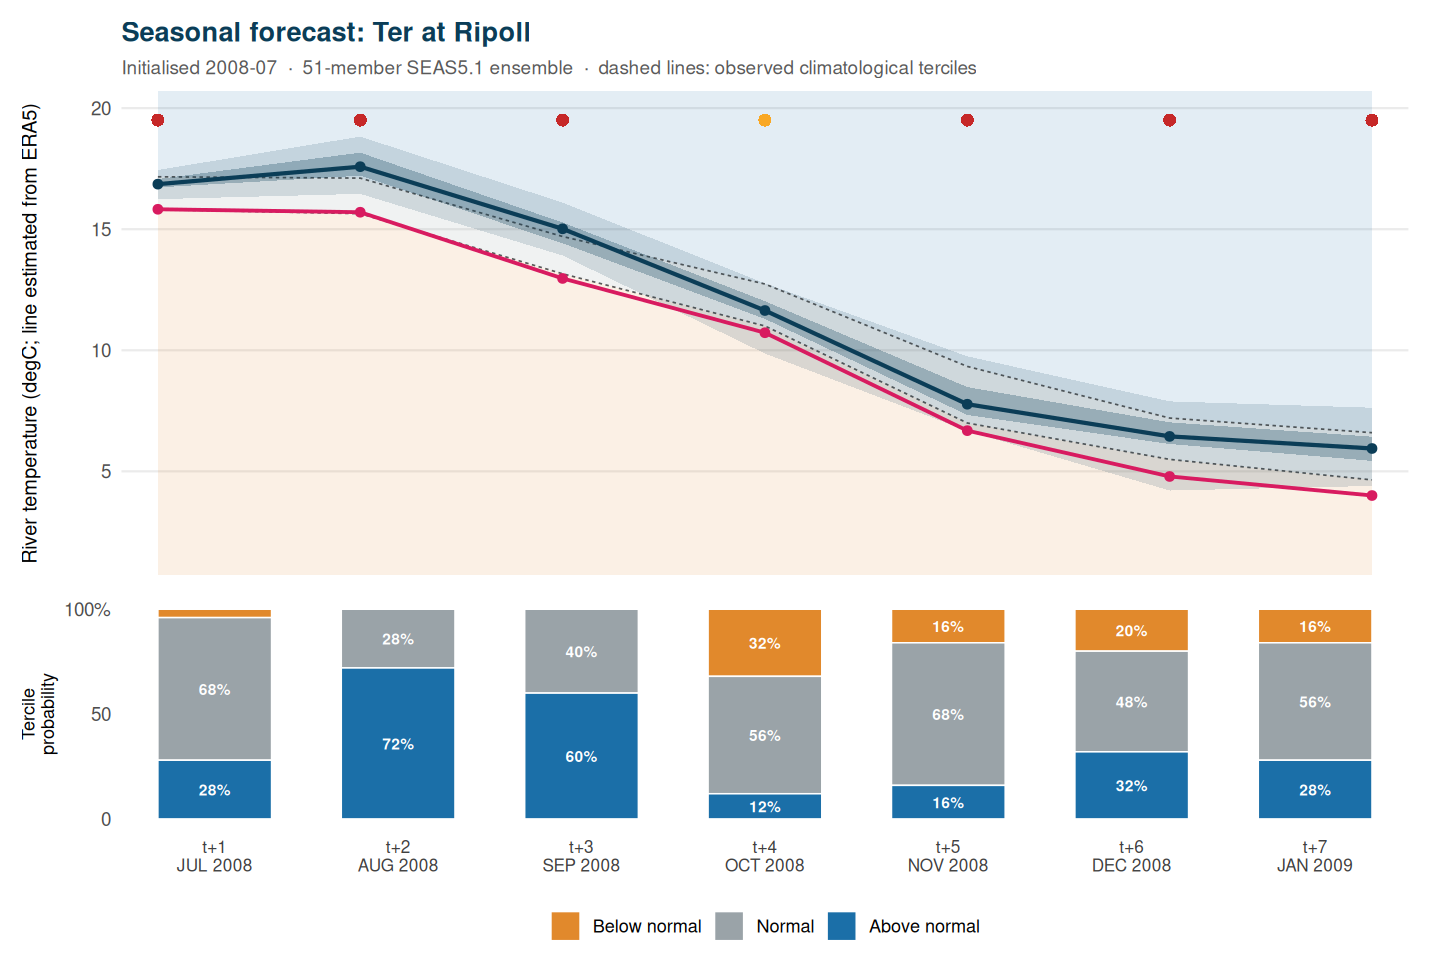 Seasonal forecast: Ter at Ripoll
Initialised 2008-07 · 51-member SEAS5.1 ensemble · dashed lines: observed climatological terciles
River temperature (degC; line estimated from ERA5)
20
15
10
5
Tercile
probability
100%
50
0
68%
28%
28%
72%
40%
60%
32%
56%
12%
16%
68%
16%
20%
48%
32%
16%
56%
28%
t+1
JUL 2008
t+2
AUG 2008
t+3
SEP 2008
t+4
OCT 2008
t+5
NOV 2008
t+6
DEC 2008
t+7
JAN 2009
Below normal
Normal
Above normal